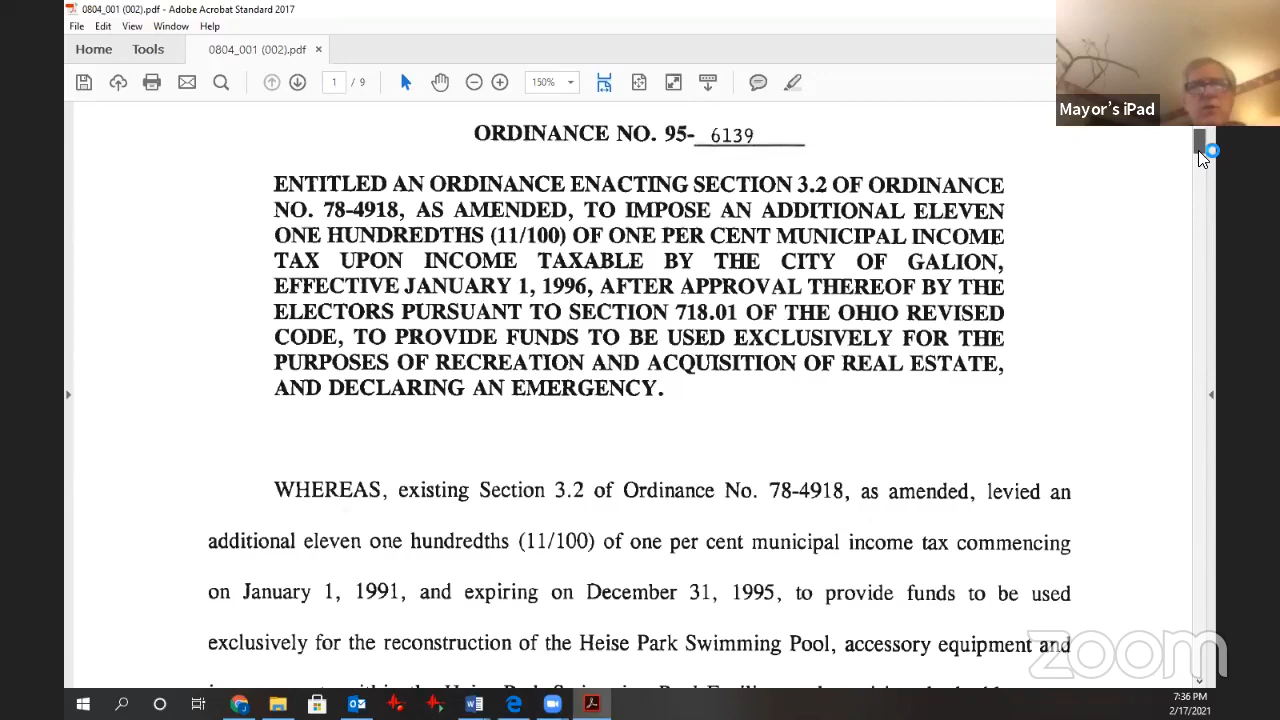 0804_001 (002).pdf - Adobe Acrobat Standard 2017
File Edit View Window Help
Home Tools 0804_001 (002).pdf ×
1 / 9 150%
Mayor's iPad
ORDINANCE NO. 95- 6139
ENTITLED AN ORDINANCE ENACTING SECTION 3.2 OF ORDINANCE
NO. 78-4918, AS AMENDED, TO IMPOSE AN ADDITIONAL ELEVEN
ONE HUNDREDTHS (11/100) OF ONE PER CENT MUNICIPAL INCOME
TAX UPON INCOME TAXABLE BY THE CITY OF GALION,
EFFECTIVE JANUARY 1, 1996, AFTER APPROVAL THEREOF BY THE
ELECTORS PURSUANT TO SECTION 718.01 OF THE OHIO REVISED
CODE, TO PROVIDE FUNDS TO BE USED EXCLUSIVELY FOR THE
PURPOSES OF RECREATION AND ACQUISITION OF REAL ESTATE,
AND DECLARING AN EMERGENCY.
WHEREAS, existing Section 3.2 of Ordinance No. 78-4918, as amended, levied an
additional eleven one hundredths (11/100) of one per cent municipal income tax commencing
on January 1, 1991, and expiring on December 31, 1995, to provide funds to be used
exclusively for the reconstruction of the Heise Park Swimming Pool, accessory equipment and
zoom
7:36 PM
2/17/2021